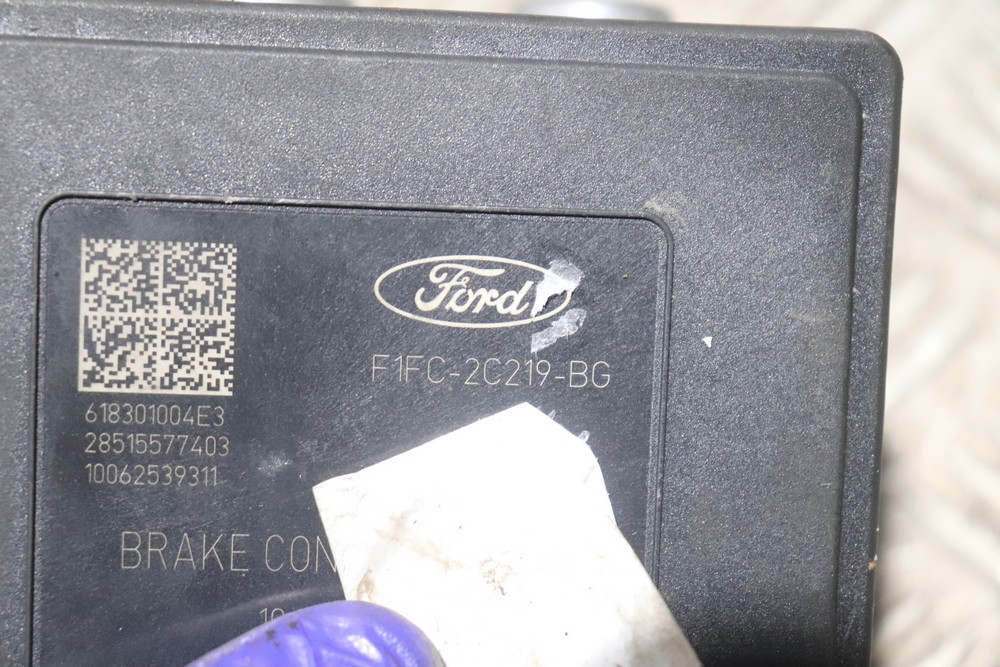 Ford
F1FC-2C219-BG
618301004E3
28515577403
10062539311
BRAKE CON